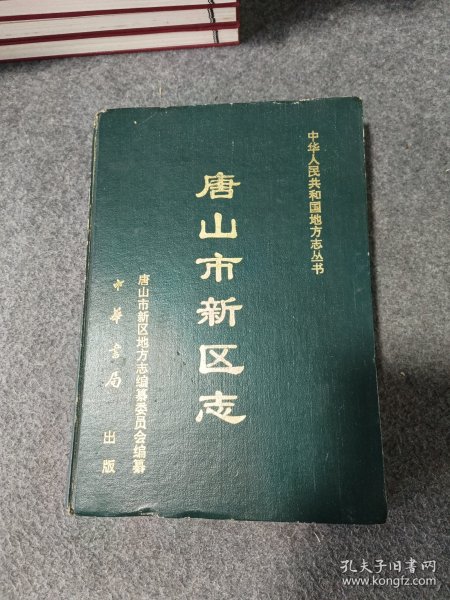 中华人民共和国地方志丛书
唐山市新区志
唐山市新区地方志编纂委员会编纂
中华书局
出版
孔夫子旧书网
www.kongfz.com